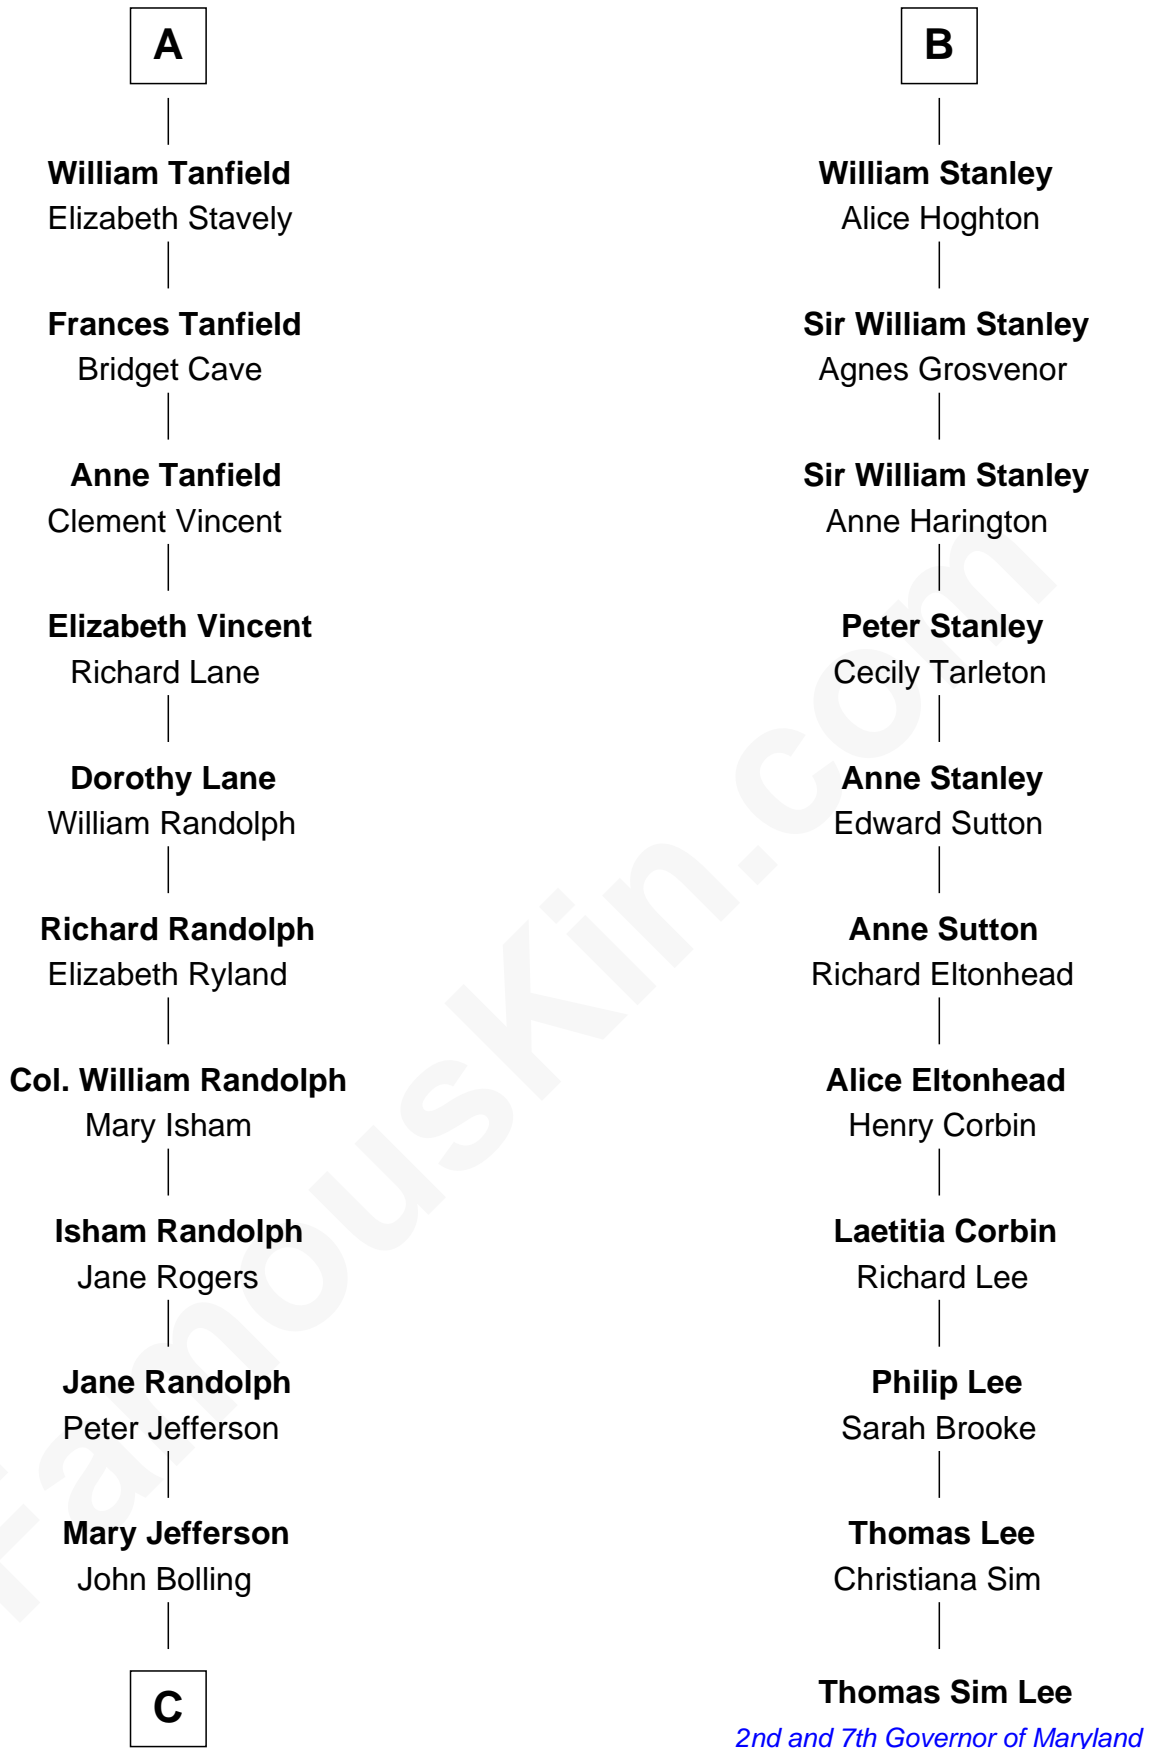 A
William Tanfield
Elizabeth Stavely
Frances Tanfield
Bridget Cave
Anne Tanfield
Clement Vincent
Elizabeth Vincent
Richard Lane
Dorothy Lane
William Randolph
Richard Randolph
Elizabeth Ryland
Col. William Randolph
Mary Isham
Isham Randolph
Jane Rogers
Jane Randolph
Peter Jefferson
Mary Jefferson
John Bolling
C
B
William Stanley
Alice Hoghton
Sir William Stanley
Agnes Grosvenor
Sir William Stanley
Anne Harington
Peter Stanley
Cecily Tarleton
Anne Stanley
Edward Sutton
Anne Sutton
Richard Eltonhead
Alice Eltonhead
Henry Corbin
Laetitia Corbin
Richard Lee
Philip Lee
Sarah Brooke
Thomas Lee
Christiana Sim
Thomas Sim Lee
2nd and 7th Governor of Maryland
FamousKin.com